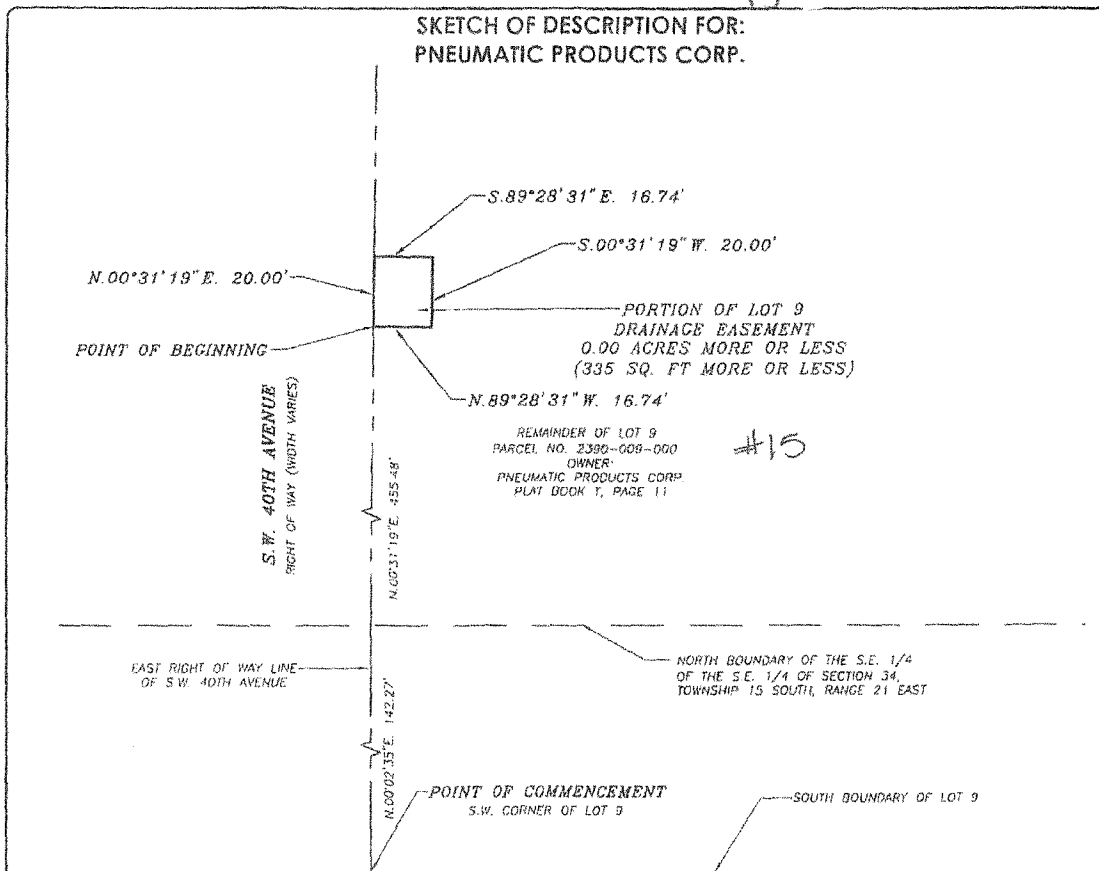 SKETCH OF DESCRIPTION FOR:
PNEUMATIC PRODUCTS CORP.
S.89°28'31"E. 16.74'
S.00°31'19"W. 20.00'
N.00°31'19"E. 20.00'
PORTION OF LOT 9
DRAINAGE EASEMENT
0.00 ACRES MORE OR LESS
(335 SQ. FT MORE OR LESS)
POINT OF BEGINNING
N.89°28'31"W. 16.74'
S.W. 40TH AVENUE
RIGHT OF WAY (WIDTH VARIES)
REMAINDER OF LOT 9
PARCEL NO. 2390-009-000
OWNER:
PNEUMATIC PRODUCTS CORP.
PLAT BOOK T, PAGE 11
#15
N.00°31'19"E. 455.48'
EAST RIGHT OF WAY LINE
OF S.W. 40TH AVENUE
NORTH BOUNDARY OF THE S.E. 1/4
OF THE S.E. 1/4 OF SECTION 34,
TOWNSHIP 15 SOUTH, RANGE 21 EAST
N.00°02'35"E. 142.27'
POINT OF COMMENCEMENT
S.W. CORNER OF LOT 9
SOUTH BOUNDARY OF LOT 9